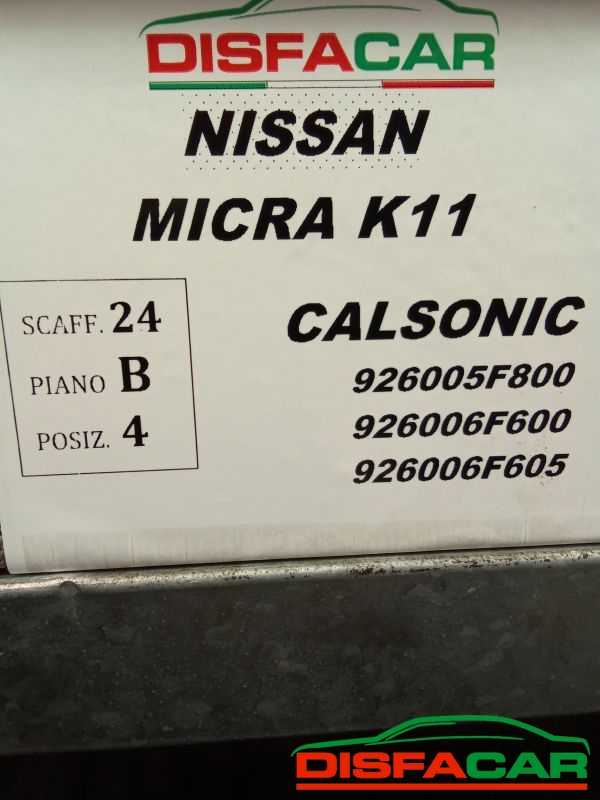 DISFACAR
NISSAN
MICRA K11
SCAFF. 24
PIANO B
POSIZ. 4
CALSONIC
926005F800
926006F600
926006F605
DISFACAR